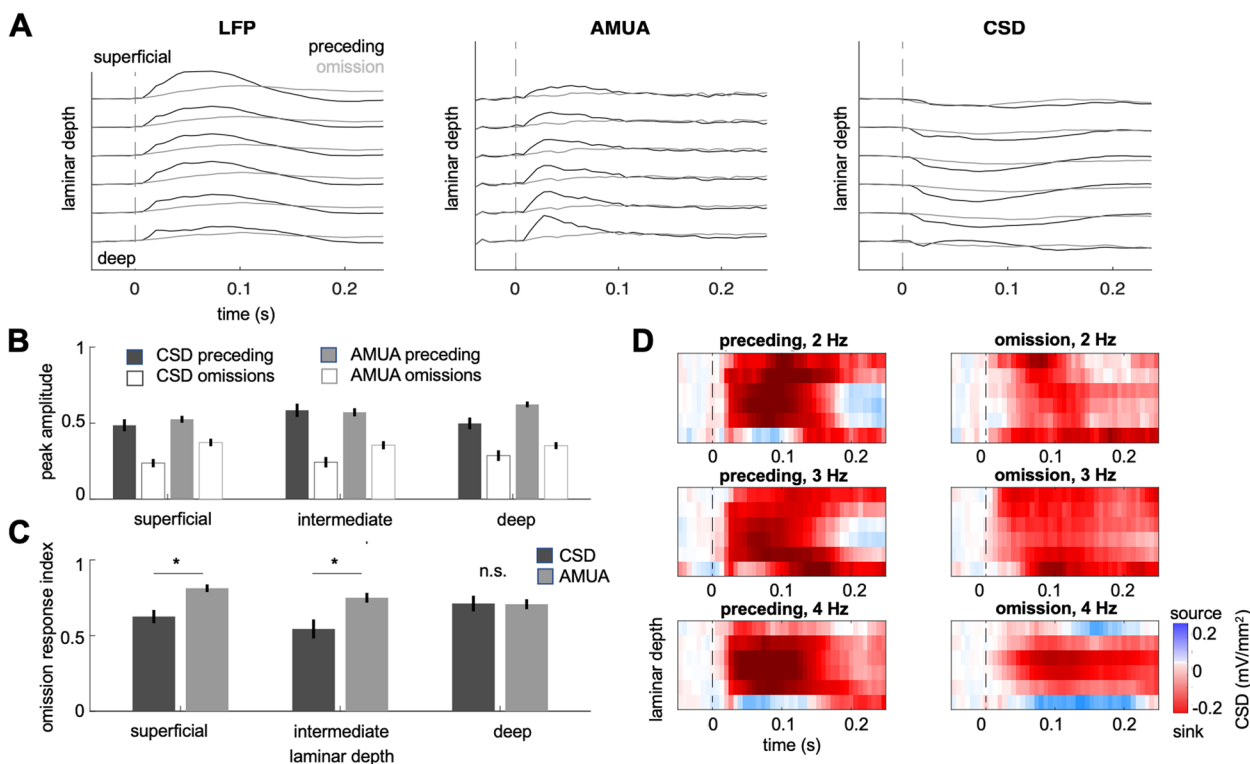 A
LFP
AMUA
CSD
superficial
preceding
omission
laminar depth
laminar depth
laminar depth
deep
0
0.1
0.2
0
0.1
0.2
0
0.1
0.2
time (s)
B
1
CSD preceding
AMUA preceding
CSD omissions
AMUA omissions
peak amplitude
0.5
0
superficial
intermediate
deep
C
1
*
*
n.s.
CSD
AMUA
omission response index
0.5
0
superficial
intermediate
deep
laminar depth
D
preceding, 2 Hz
omission, 2 Hz
0
0.1
0.2
0
0.1
0.2
preceding, 3 Hz
omission, 3 Hz
0
0.1
0.2
0
0.1
0.2
preceding, 4 Hz
omission, 4 Hz
laminar depth
0
0.1
0.2
0
0.1
0.2
time (s)
source
0.2
0
-0.2
sink
CSD (mV/mm²)